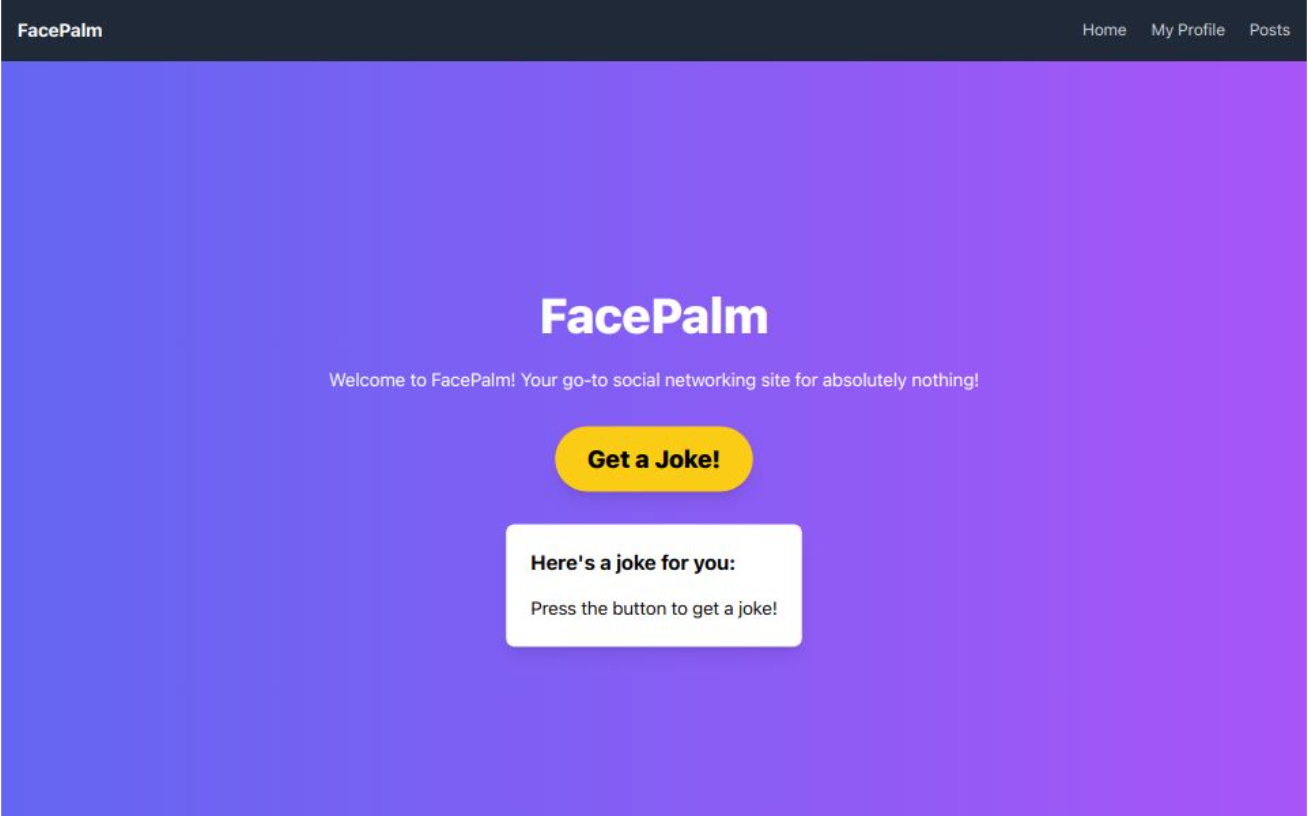 FacePalm
Home My Profile Posts
FacePalm
Welcome to FacePalm! Your go-to social networking site for absolutely nothing!
Get a Joke!
Here's a joke for you:
Press the button to get a joke!